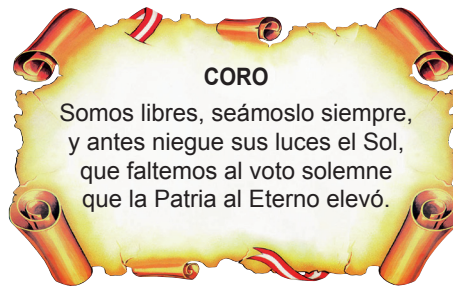 CORO
Somos libres, seámoslo siempre,
y antes niegue sus luces el Sol,
que faltemos al voto solemne
que la Patria al Eterno elevó.